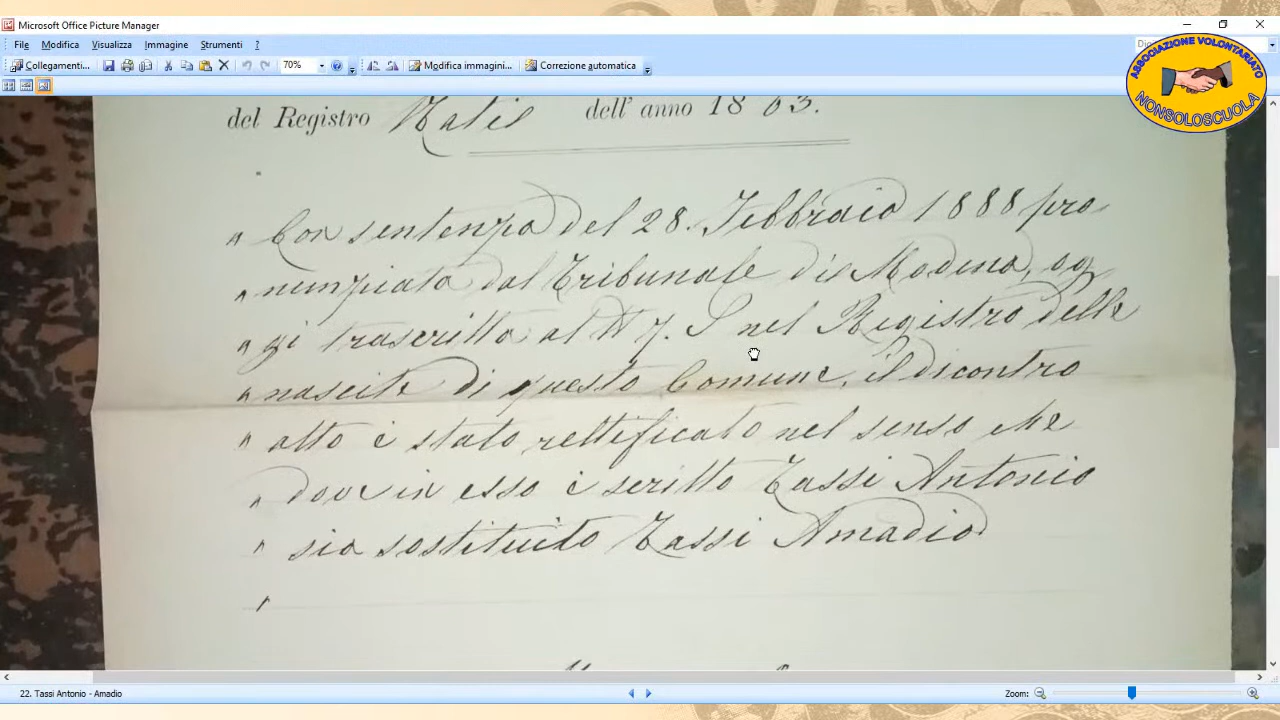 Microsoft Office Picture Manager
File Modifica Visualizza Immagine Strumenti ?
Collegamenti... 70% Modifica immagini... Correzione automatica
ASSOCIAZIONE VOLONTARIATO
NONSOLOSCUOLA
del Registro Natis dell' anno 1863.
" Con sentenza del 28. Febbraio 1888 pro-
" nunziata dal Tribunale di Modena, og-
" gi trascritta al N 7. S nel Registro delle
" nascite di questo Comune, il dicontro
" atto è stato rettificato nel senso che
" dove in esso è scritto Tassi Antonio
" sia sostituito Tassi Amadio
"
22. Tassi Antonio - Amadio
Zoom: